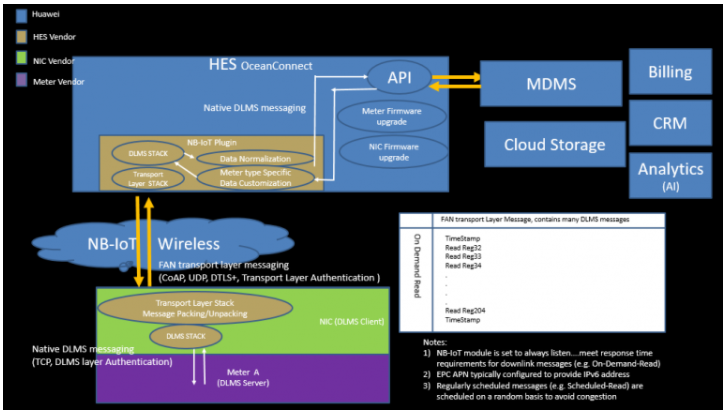 Huawei
HES Vendor
NIC Vendor
Meter Vendor
HES OceanConnect
API
Native DLMS messaging
Meter Firmware
upgrade
NIC Firmware
upgrade
NB-IoT Plugin
DLMS STACK
Data Normalization
Transport
Layer STACK
Meter type Specific
Data Customization
MDMS
Cloud Storage
Billing
CRM
Analytics
(AI)
NB-IoT Wireless
FAN transport layer messaging
(CoAP, UDP, DTLS+, Transport Layer Authentication )
Transport Layer Stack
Message Packing/Unpacking
NIC (DLMS Client)
DLMS STACK
Native DLMS messaging
(TCP, DLMS layer Authentication)
Meter A
(DLMS Server)
FAN transport Layer Message, contains many DLMS messages
On Demand Read
TimeStamp
Read Reg32
Read Reg33
Read Reg34
.
.
.
.
Read Reg204
TimeStamp
Notes:
1) NB-IoT module is set to always listen....meet response time
requirements for downlink messages (e.g. On-Demand-Read)
2) EPC APN typically configured to provide IPv6 address
3) Regularly scheduled messages (e.g. Scheduled-Read) are
scheduled on a random basis to avoid congestion